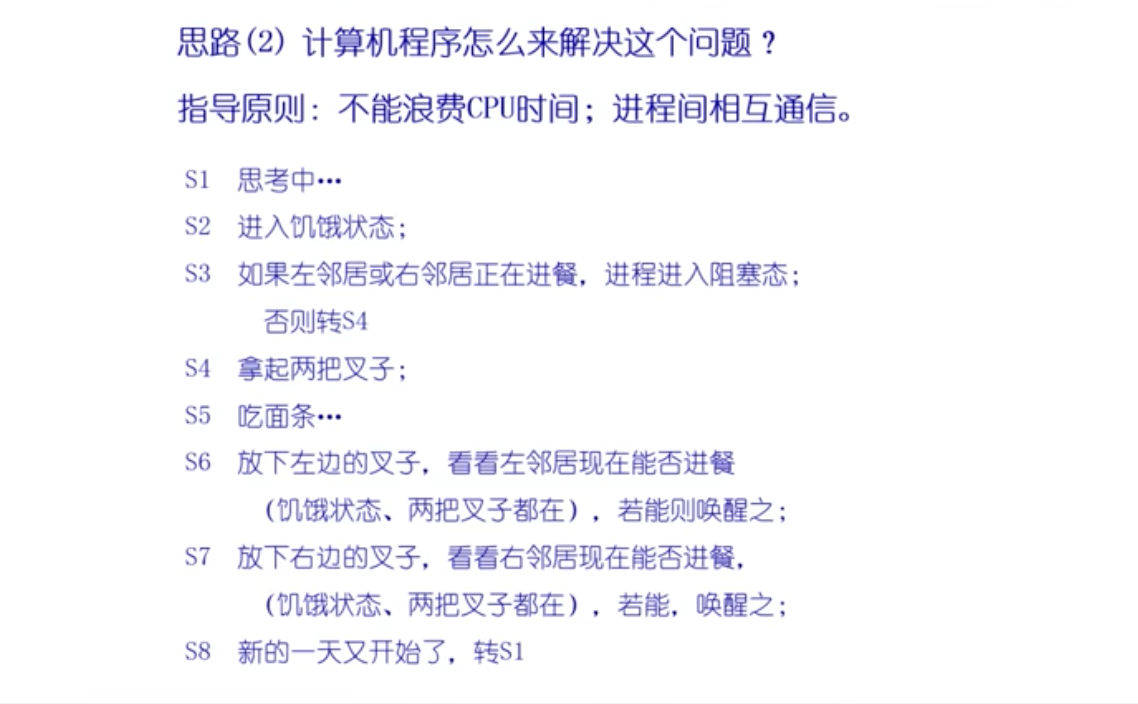 思路(2) 计算机程序怎么来解决这个问题？
指导原则：不能浪费CPU时间；进程间相互通信。
S1 思考中…
S2 进入饥饿状态；
S3 如果左邻居或右邻居正在进餐，进程进入阻塞态；
否则转S4
S4 拿起两把叉子；
S5 吃面条…
S6 放下左边的叉子，看看左邻居现在能否进餐
（饥饿状态、两把叉子都在），若能则唤醒之；
S7 放下右边的叉子，看看右邻居现在能否进餐，
（饥饿状态、两把叉子都在），若能，唤醒之；
S8 新的一天又开始了，转S1